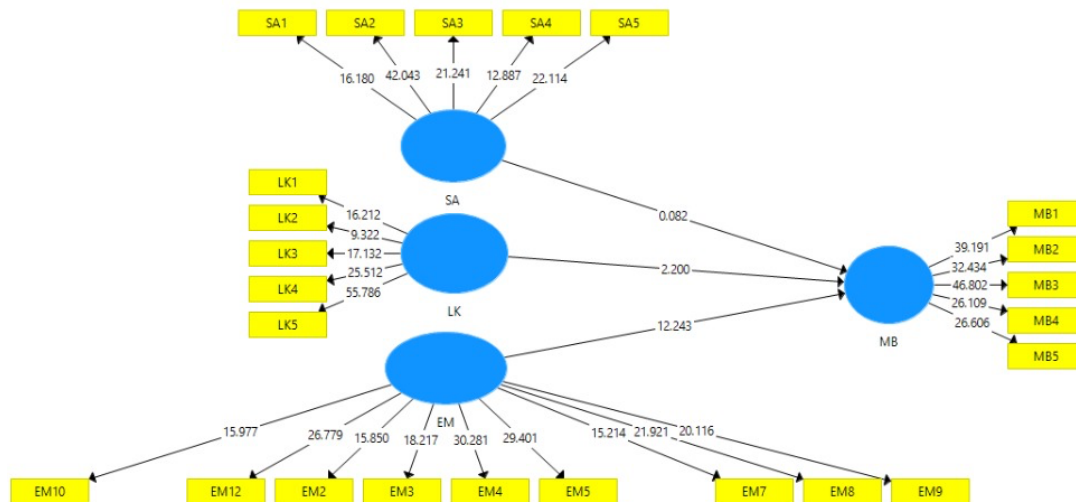 SA1 SA2 SA3 SA4 SA5
16.180 42.043 21.241 12.887 22.114
SA
LK1
LK2
LK3
LK4
LK5
16.212
9.322
17.132
25.512
55.786
LK
0.082
2.200
12.243
MB1
MB2
MB3
MB4
MB5
39.191
32.434
46.802
26.109
26.606
MB
EM
15.977 26.779 15.850 18.217 30.281 29.401 15.214 21.921 20.116
EM10 EM12 EM2 EM3 EM4 EM5 EM7 EM8 EM9